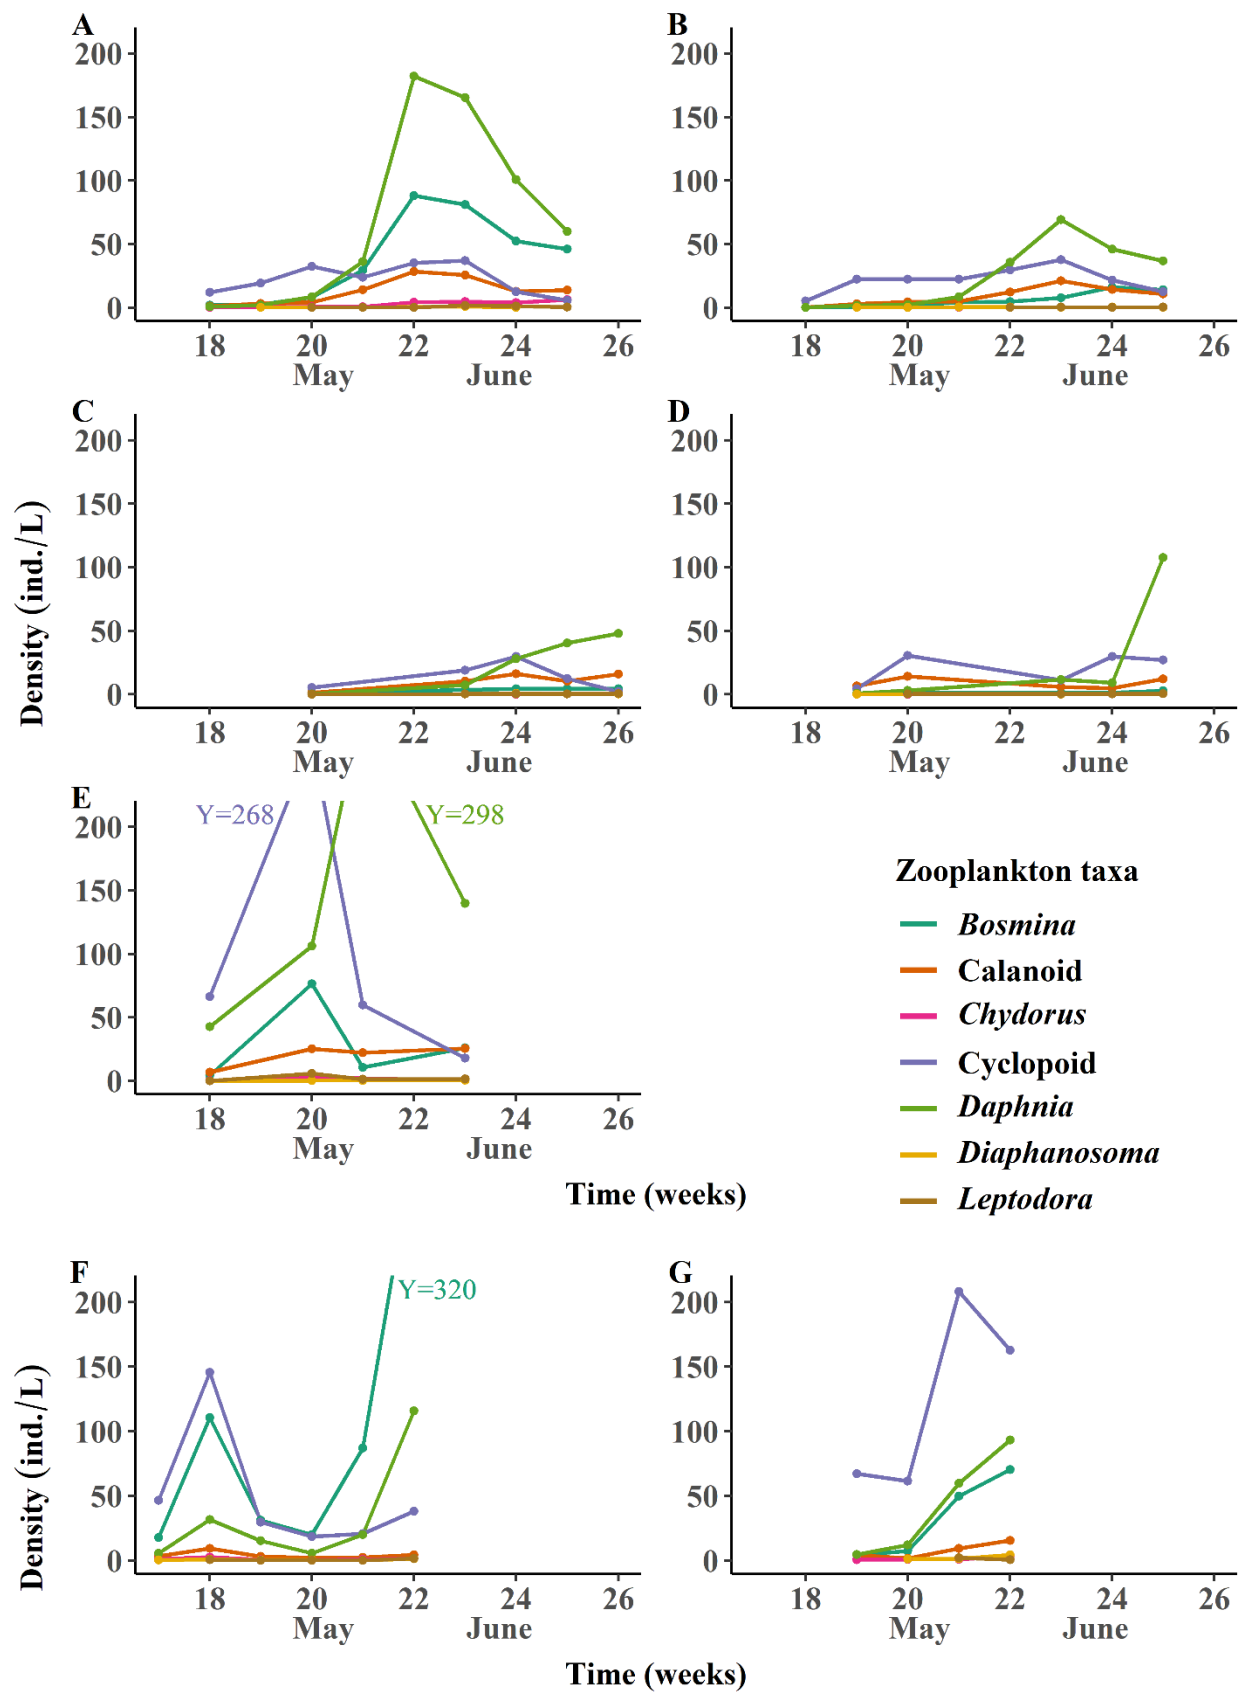 A
200
150
100
50
0
18 20 22 24 26
May June
B
200
150
100
50
0
18 20 22 24 26
May June
Density (ind./L)
C
200
150
100
50
0
18 20 22 24 26
May June
D
200
150
100
50
0
18 20 22 24 26
May June
E
Y=268 Y=298
200
150
100
50
0
18 20 22 24 26
May June
Zooplankton taxa
Bosmina
Calanoid
Chydorus
Cyclopoid
Daphnia
Diaphanosoma
Leptodora
Time (weeks)
Density (ind./L)
F
Y=320
200
150
100
50
0
18 20 22 24 26
May June
G
200
150
100
50
0
18 20 22 24 26
May June
Time (weeks)